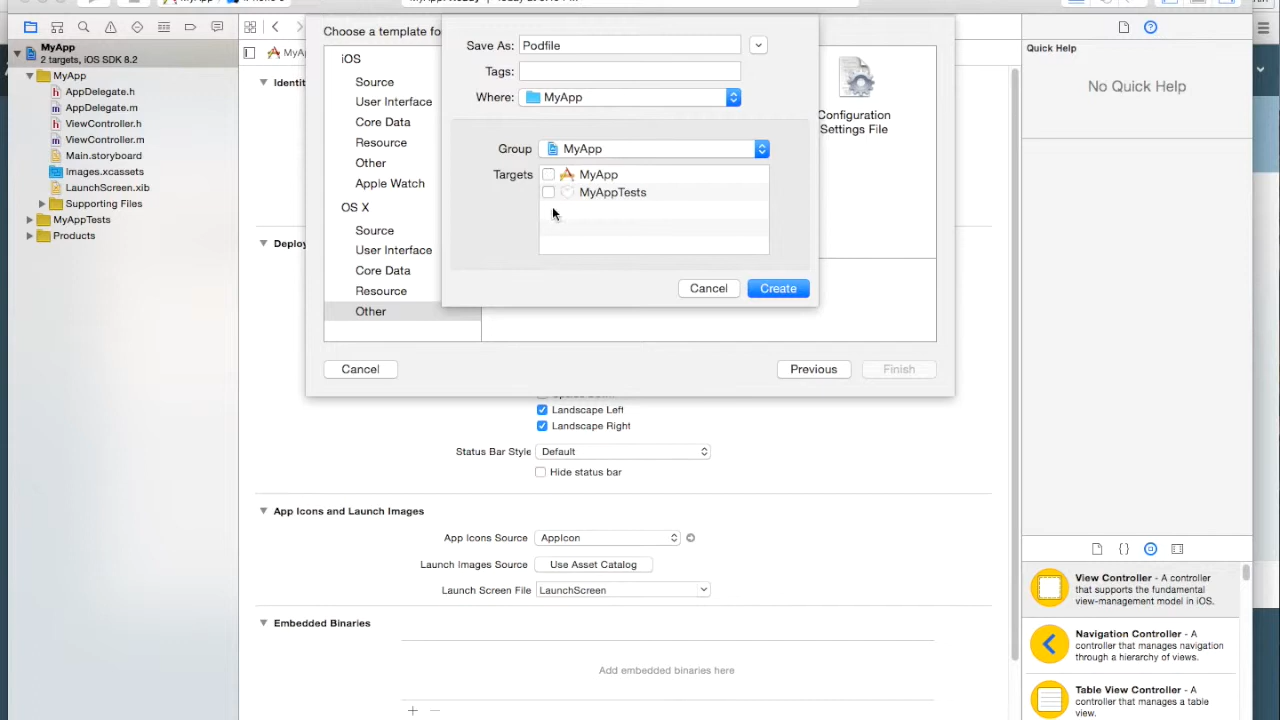 MyApp
2 targets, iOS SDK 8.2
MyApp
AppDelegate.h
AppDelegate.m
ViewController.h
ViewController.m
Main.storyboard
Images.xcassets
LaunchScreen.xib
Supporting Files
MyAppTests
Products
Choose a template fo
iOS
Source
User Interface
Core Data
Resource
Other
Apple Watch
OS X
Source
User Interface
Core Data
Resource
Other
Save As: Podfile
Tags:
Where: MyApp
Group MyApp
Targets MyApp
MyAppTests
Cancel Create
Configuration
Settings File
Cancel Previous Finish
Identit
Deploy
Landscape Left
Landscape Right
Status Bar Style Default
Hide status bar
App Icons and Launch Images
App Icons Source AppIcon
Launch Images Source Use Asset Catalog
Launch Screen File LaunchScreen
Embedded Binaries
Add embedded binaries here
Quick Help
No Quick Help
View Controller - A controller
that supports the fundamental
view-management model in iOS.
Navigation Controller - A
controller that manages navigation
through a hierarchy of views.
Table View Controller - A
controller that manages a table
view.